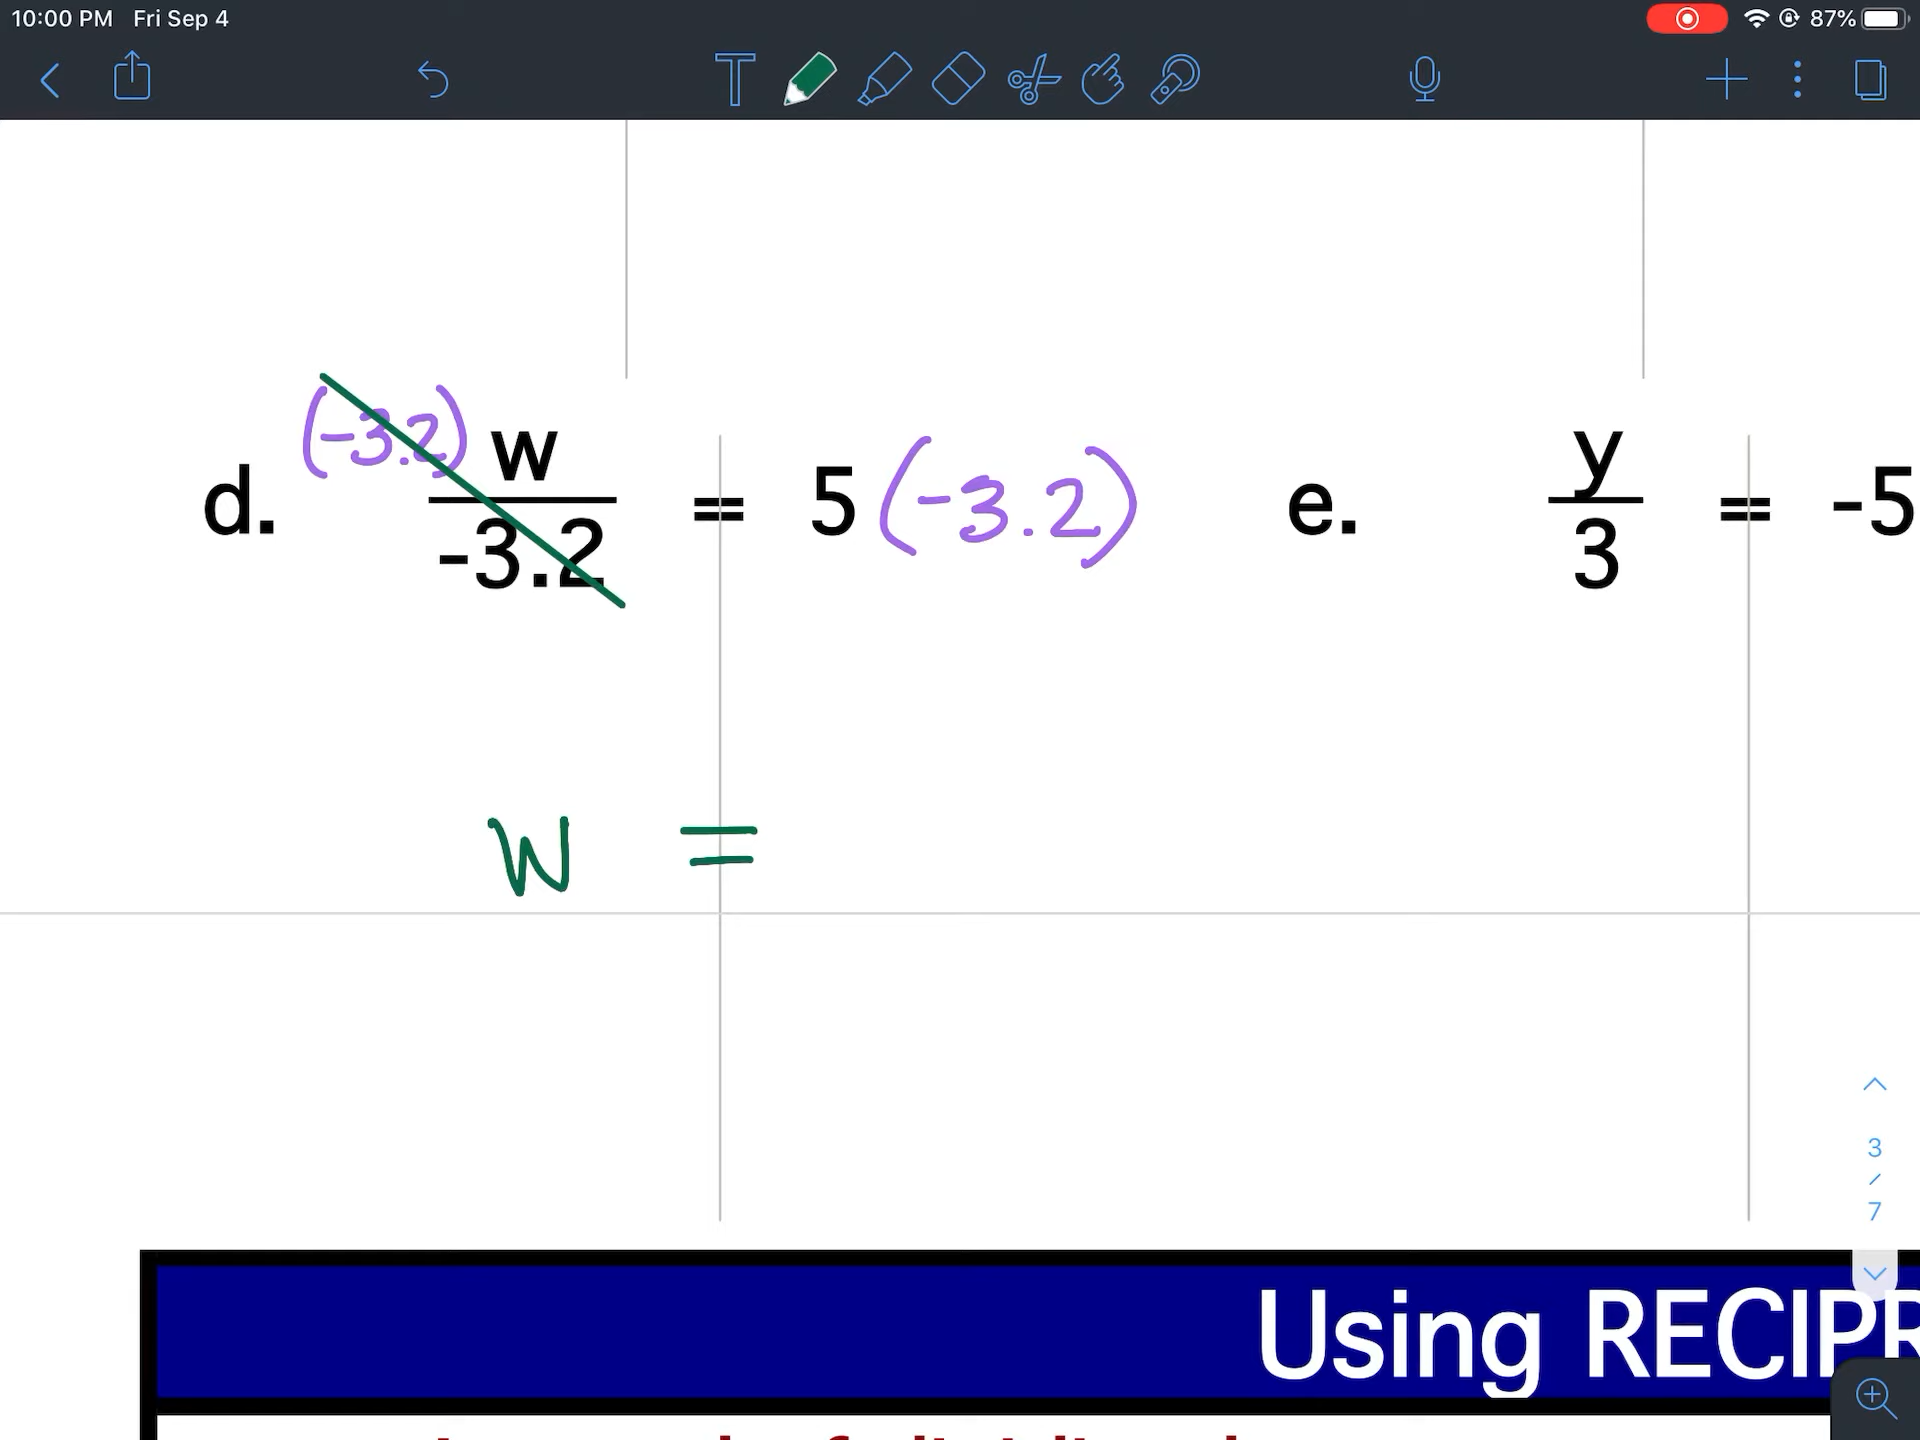 10:00 PM Fri Sep 4 87%
d. (-3.2) w / -3.2 = 5 (-3.2)
e. y / 3 = -5
w =
3 / 7
Using RECIPR